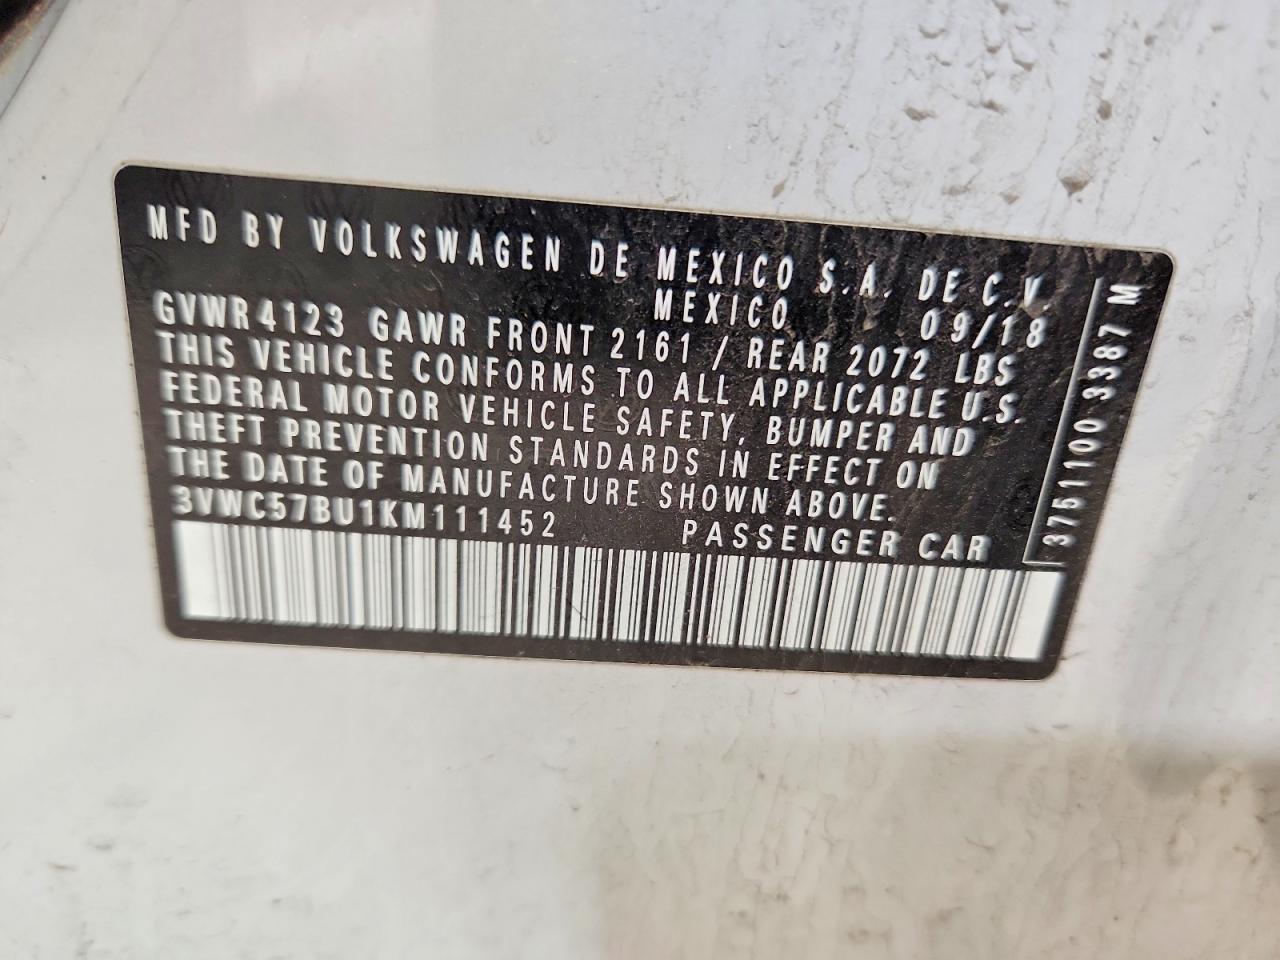 MFD BY VOLKSWAGEN DE MEXICO S.A. DE C.V.
MEXICO 09/18
GVWR 4123 GAWR FRONT 2161 / REAR 2072 LBS
THIS VEHICLE CONFORMS TO ALL APPLICABLE U.S.
FEDERAL MOTOR VEHICLE SAFETY, BUMPER AND
THEFT PREVENTION STANDARDS IN EFFECT ON
THE DATE OF MANUFACTURE SHOWN ABOVE.
3VWC57BU1KM111452 PASSENGER CAR
3751100 3387 M